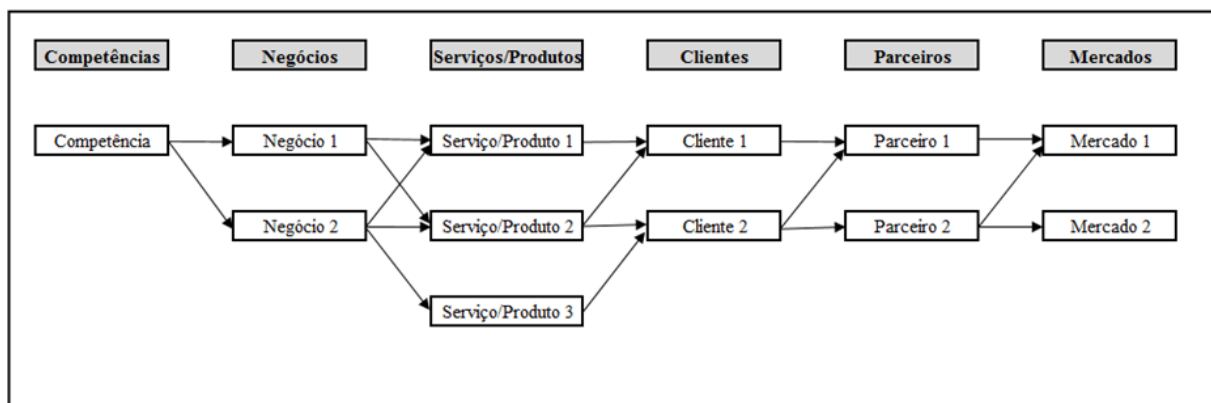 Competências Negócios Serviços/Produtos Clientes Parceiros Mercados
Competência Negócio 1 Serviço/Produto 1 Cliente 1 Parceiro 1 Mercado 1
Negócio 2 Serviço/Produto 2 Cliente 2 Parceiro 2 Mercado 2
Serviço/Produto 3